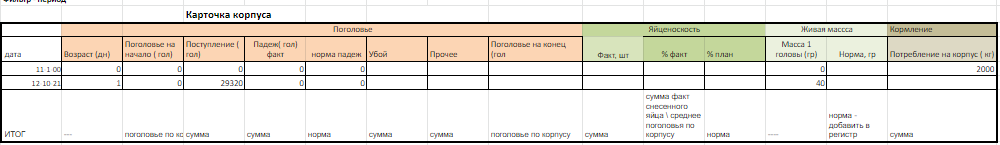 Фильтр - период
Карточка корпуса
Поголовье Яйценоскость Живая масса Кормление
дата Возраст (дн) Поголовье на начало ( гол) Поступление ( гол) Падеж( гол) факт норма падеж Убой Прочее Поголовье на конец (гол) Факт, шт % факт % план Масса 1 головы (гр) Норма, гр Потребление на корпус ( кг)
11 1 00 0 0 0 0 0 0 2000
12 10 21 1 0 29320 0 0 40
ИТОГ --- поголовье по кс сумма сумма норма сумма сумма поголовье по корпусу сумма сумма факт снесенного яйца \ среднее поголовья по корпусу норма ---- норма - добавить в регистр сумма